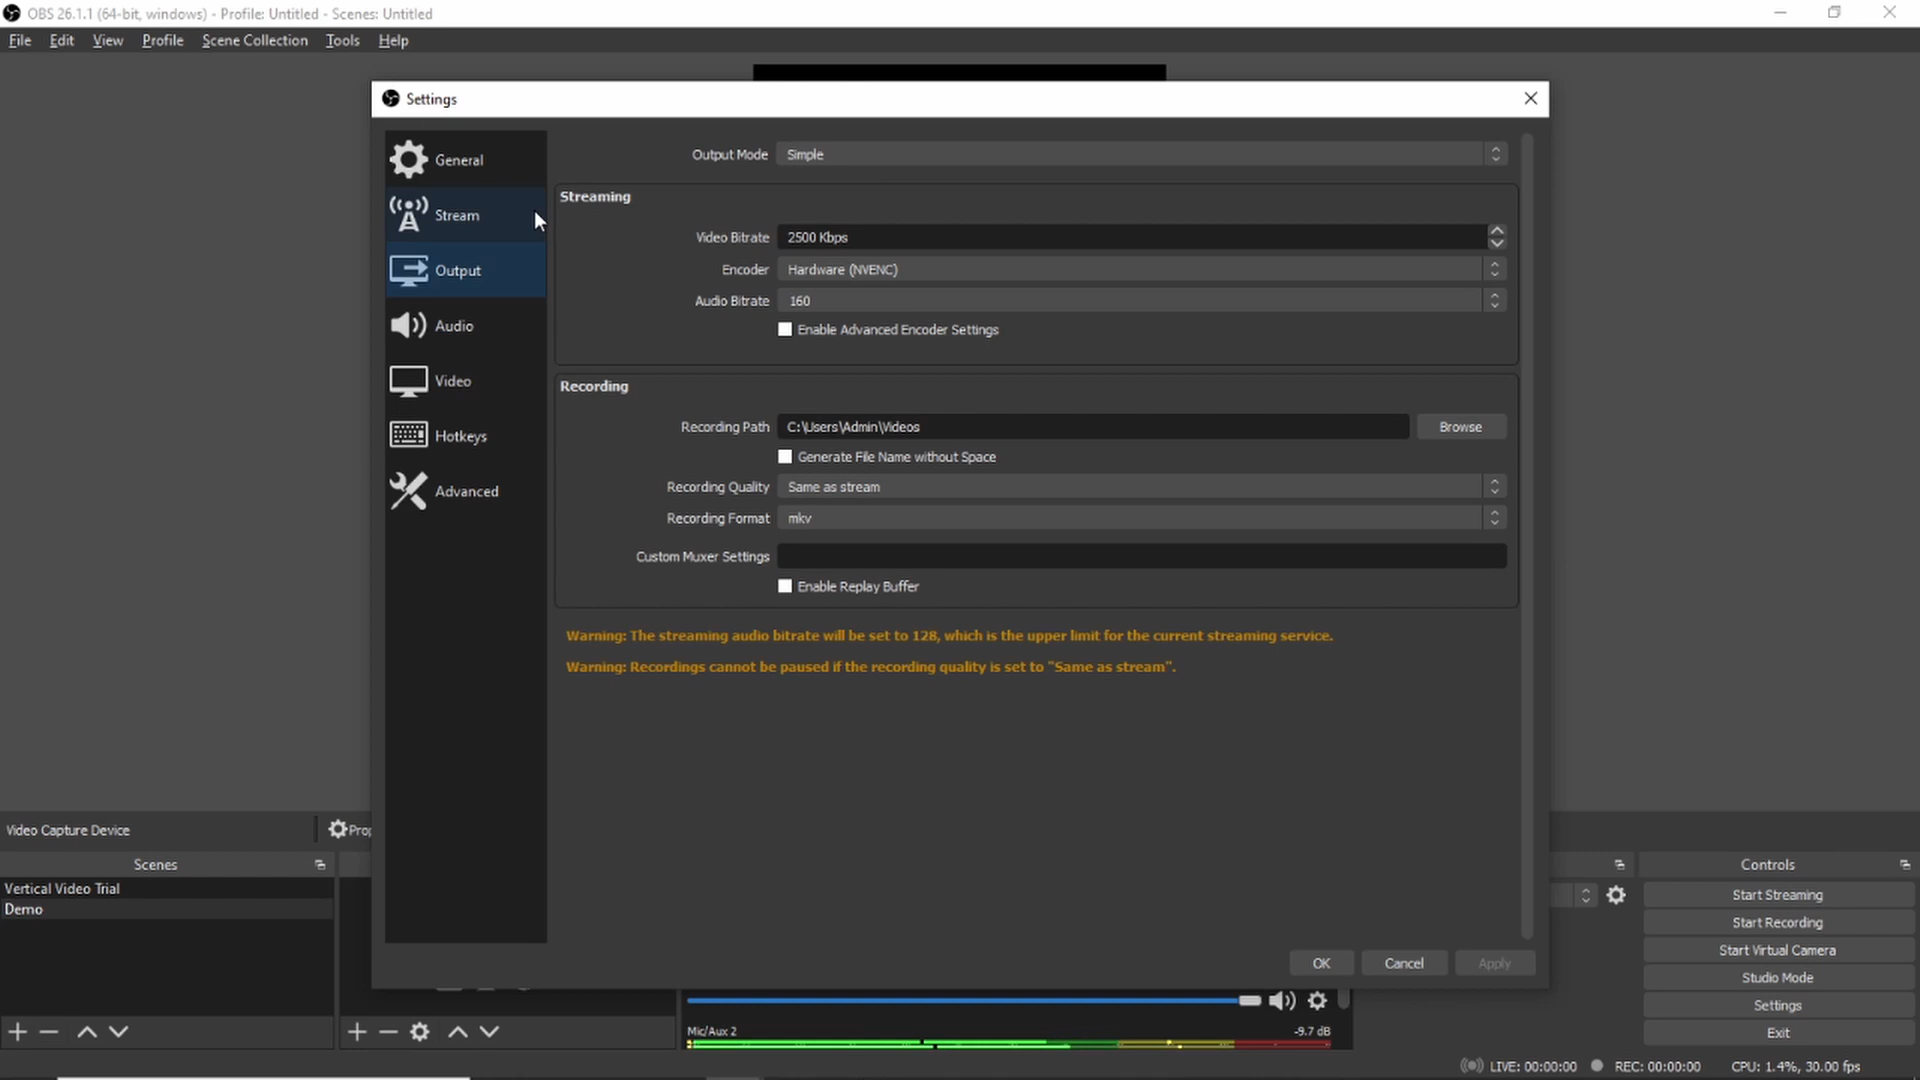 OBS 26.1.1 (64-bit, windows) - Profile: Untitled - Scenes: Untitled
File Edit View Profile Scene Collection Tools Help
Settings
General
Stream
Output
Audio
Video
Hotkeys
Advanced
Output Mode Simple
Streaming
Video Bitrate 2500 Kbps
Encoder Hardware (NVENC)
Audio Bitrate 160
Enable Advanced Encoder Settings
Recording
Recording Path C:\Users\Admin\Videos Browse
Generate File Name without Space
Recording Quality Same as stream
Recording Format mkv
Custom Muxer Settings
Enable Replay Buffer
Warning: The streaming audio bitrate will be set to 128, which is the upper limit for the current streaming service.
Warning: Recordings cannot be paused if the recording quality is set to "Same as stream".
OK Cancel Apply
Video Capture Device Prop
Scenes
Vertical Video Trial
Demo
Mic/Aux 2 -9.7 dB
Controls
Start Streaming
Start Recording
Start Virtual Camera
Studio Mode
Settings
Exit
LIVE: 00:00:00 REC: 00:00:00 CPU: 1.4%, 30.00 fps